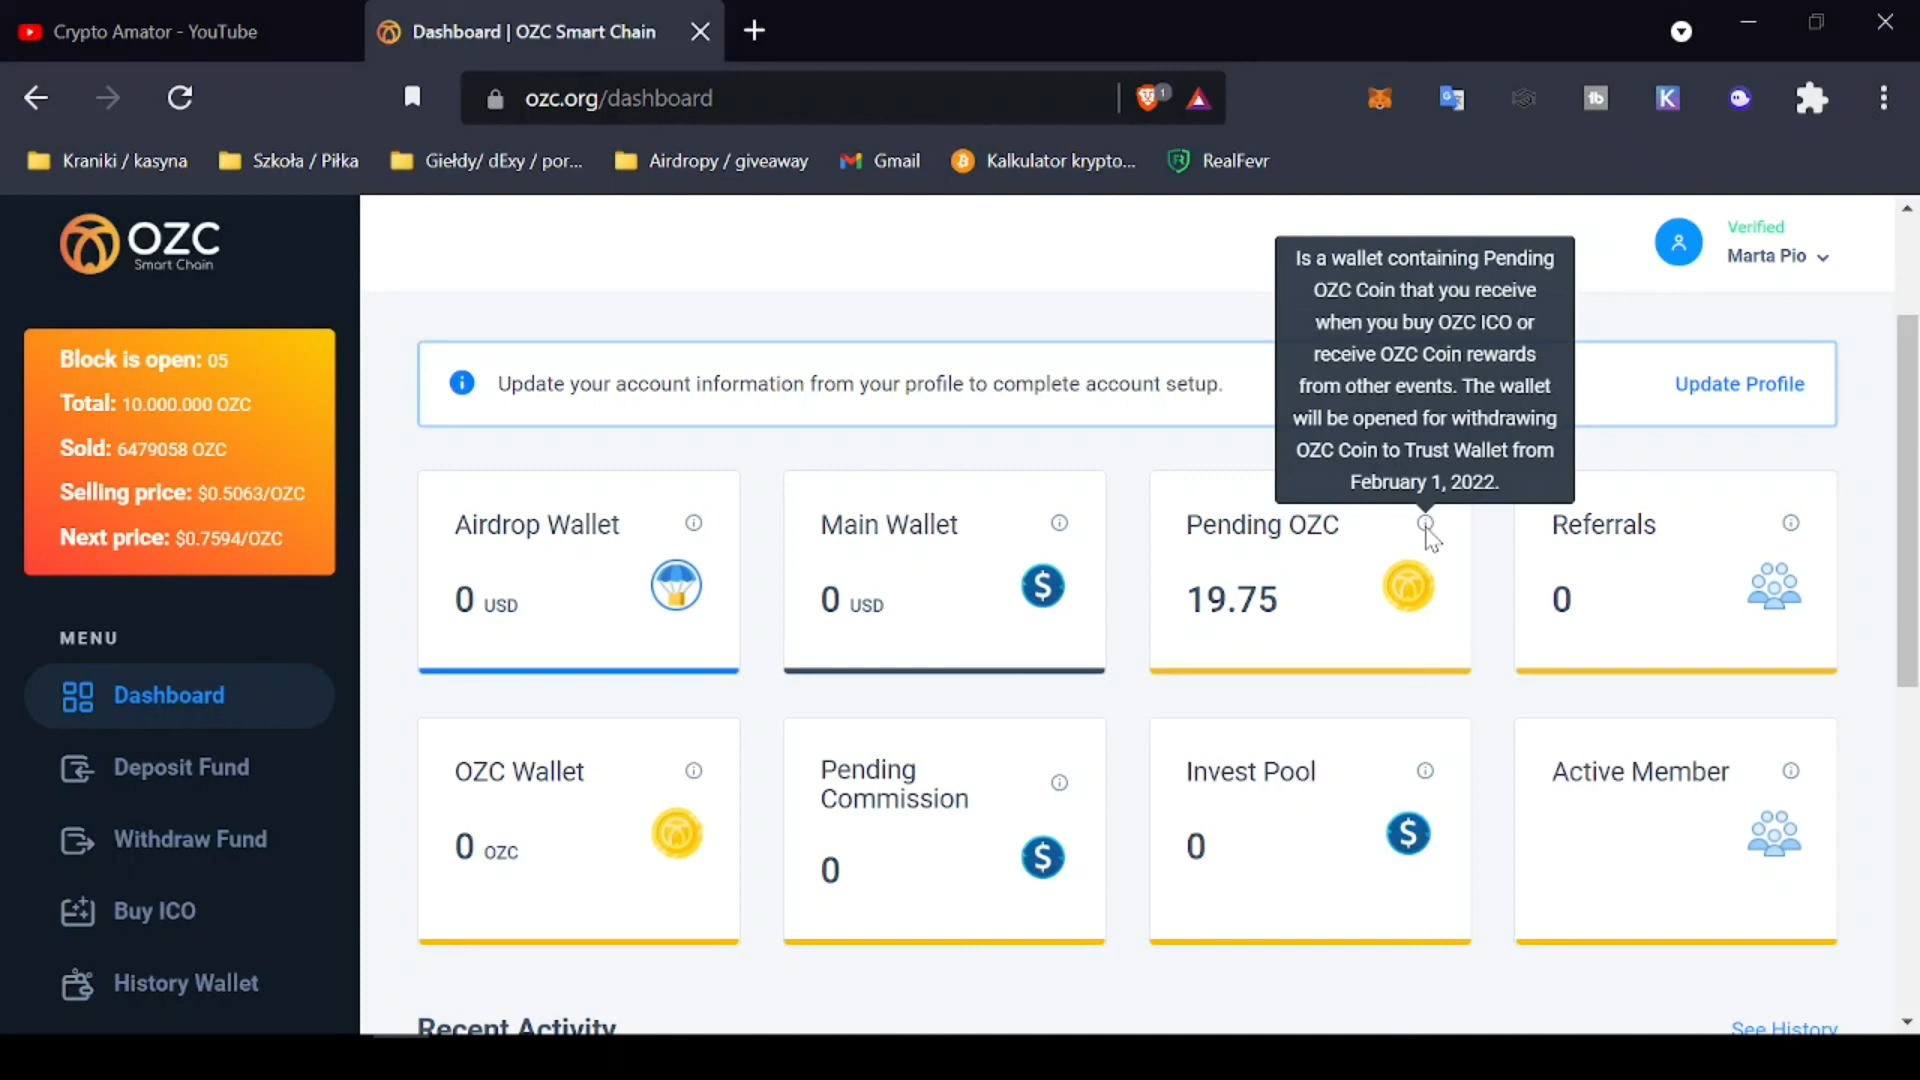 Crypto Amator - YouTube
Dashboard | OZC Smart Chain
ozc.org/dashboard
1
tb
K
Kraniki / kasyna
Szkoła / Piłka
Giełdy/ dExy / por...
Airdropy / giveaway
Gmail
Kalkulator krypto...
RealFevr
OZC
Smart Chain
Verified
Marta Pio
Is a wallet containing Pending
OZC Coin that you receive
when you buy OZC ICO or
receive OZC Coin rewards
from other events. The wallet
will be opened for withdrawing
OZC Coin to Trust Wallet from
February 1, 2022.
Block is open: 05
Total: 10.000.000 OZC
Sold: 6479058 OZC
Selling price: $0.5063/OZC
Next price: $0.7594/OZC
Update your account information from your profile to complete account setup.
Update Profile
MENU
Dashboard
Deposit Fund
Withdraw Fund
Buy ICO
History Wallet
Airdrop Wallet
0 USD
Main Wallet
0 USD
Pending OZC
19.75
Referrals
0
OZC Wallet
0 OZC
Pending
Commission
0
Invest Pool
0
Active Member
Recent Activity
See History